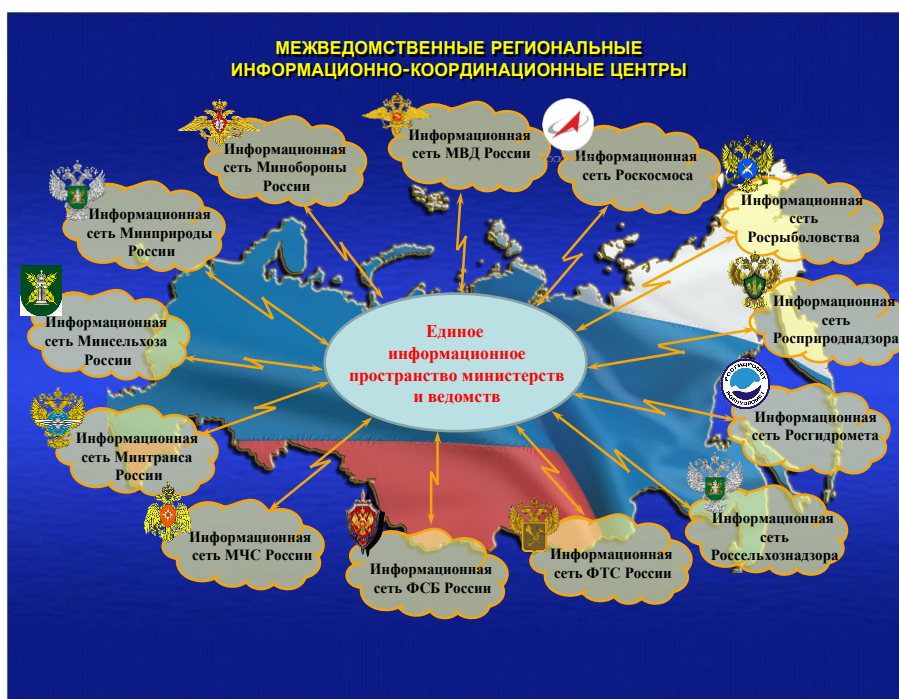 МЕЖВЕДОМСТВЕННЫЕ РЕГИОНАЛЬНЫЕ
ИНФОРМАЦИОННО-КООРДИНАЦИОННЫЕ ЦЕНТРЫ
Информационная
сеть Минобороны
России
Информационная
сеть МВД России
Информационная
сеть Роскосмоса
Информационная
сеть Минприроды
России
Информационная
сеть
Росрыболовства
Информационная
сеть Минсельхоза
России
Информационная
сеть
Росприроднадзора
Единое
информационное
пространство министерств
и ведомств
РОСГИДРОМЕТ
Информационная
сеть Росгидромета
Информационная
сеть Минтранса
России
Информационная
сеть
Россельхознадзора
Информационная
сеть МЧС России
Информационная
сеть ФСБ России
Информационная
сеть ФТС России